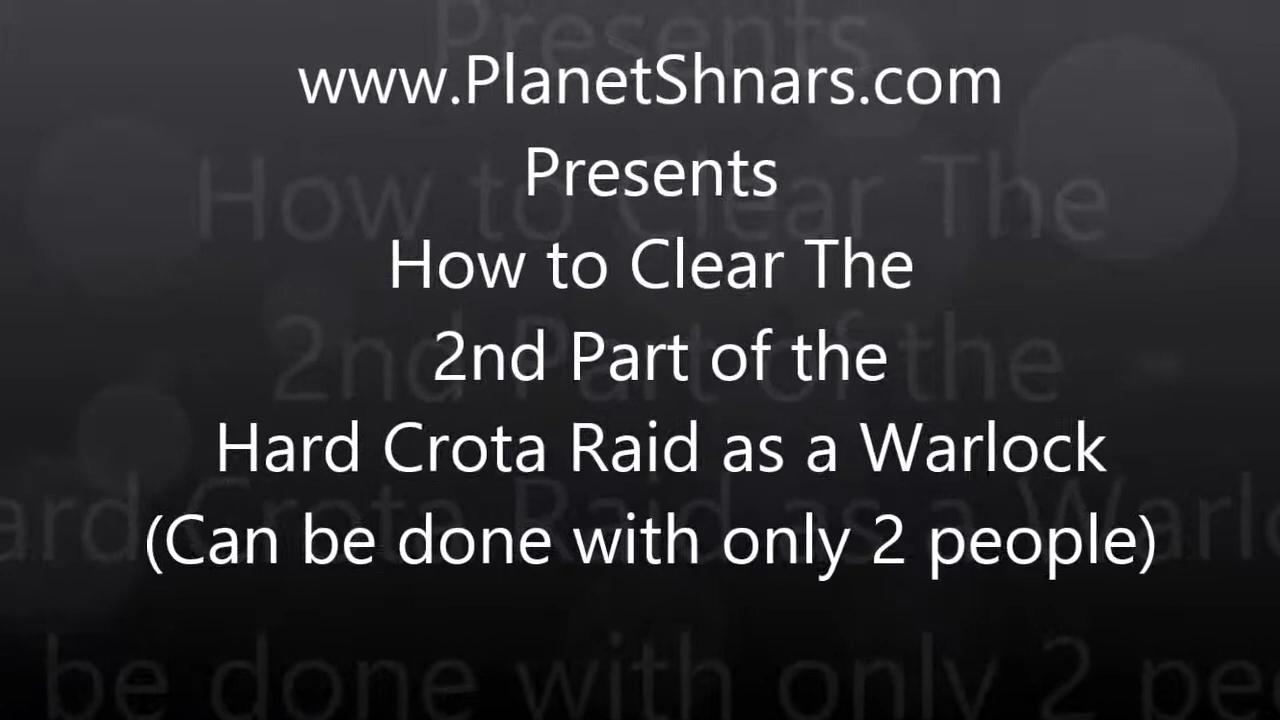 www.PlanetShnars.com
Presents
How to Clear The
2nd Part of the
Hard Crota Raid as a Warlock
(Can be done with only 2 people)